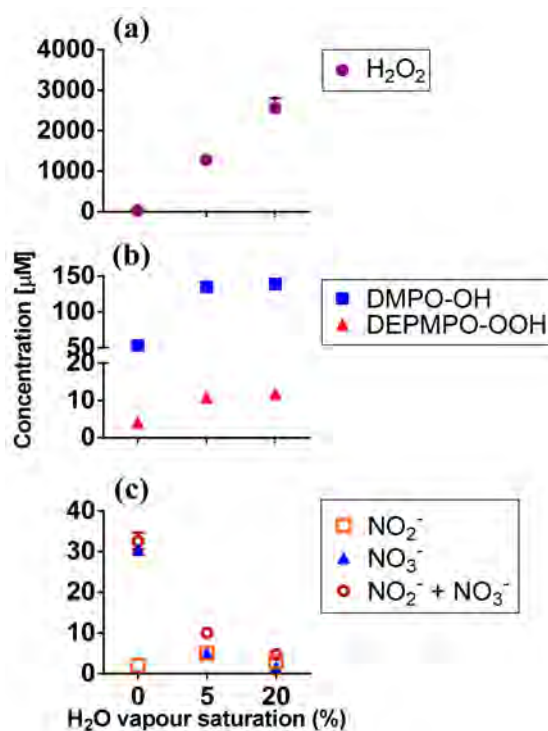 (a)
4000
3000
2000
1000
0
H₂O₂
Concentration [µM]
(b)
150
100
50
20
10
0
DMPO-OH
DEPMPO-OOH
(c)
40
30
20
10
0
NO₂⁻
NO₃⁻
NO₂⁻ + NO₃⁻
0 5 20
H₂O vapour saturation (%)